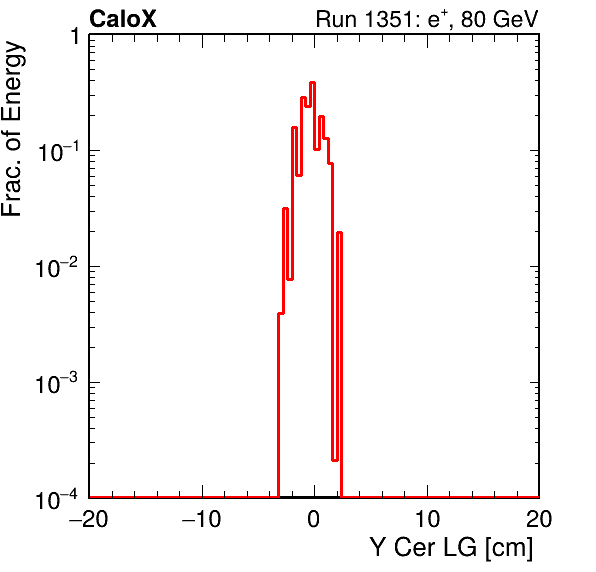 CaloX Run 1351: e⁺, 80 GeV
Frac. of Energy
1
10⁻¹
10⁻²
10⁻³
10⁻⁴
−20 −10 0 10 20
Y Cer LG [cm]